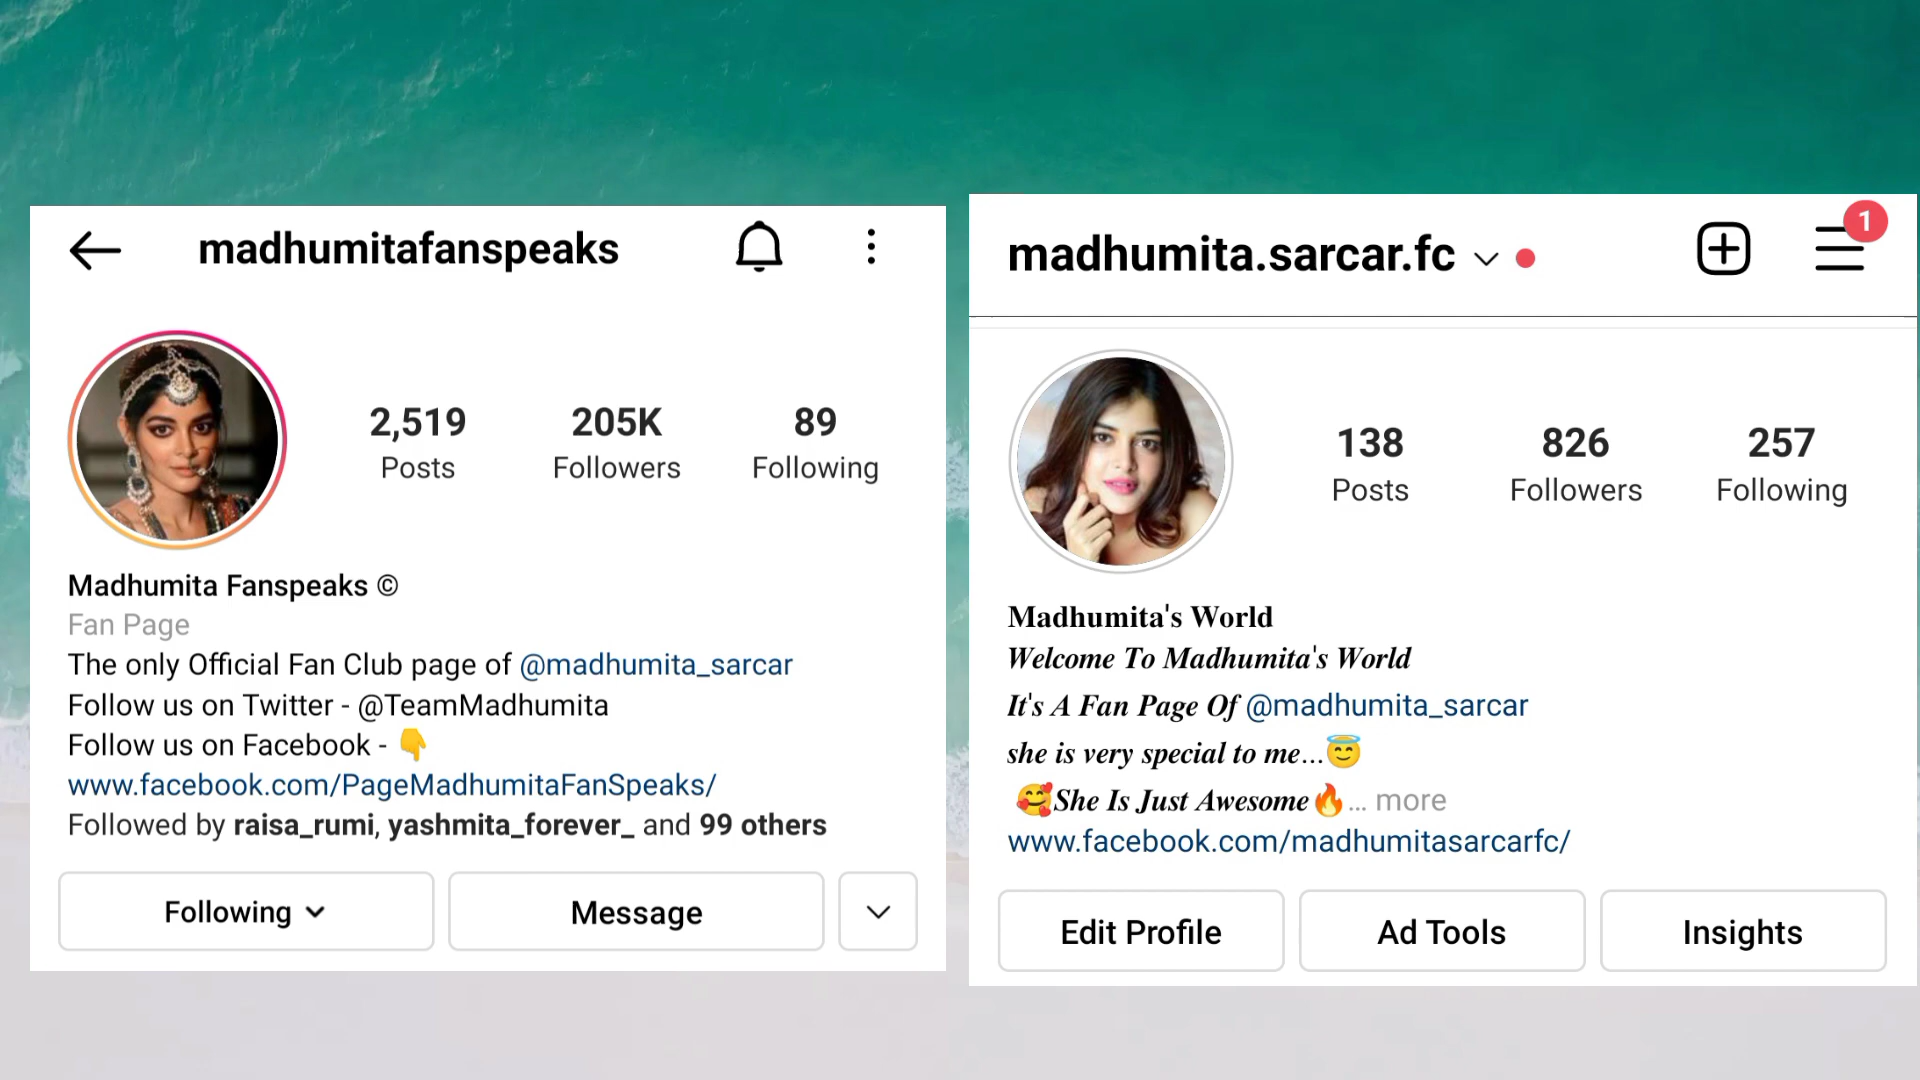 madhumitafanspeaks
2,519 205K 89
Posts Followers Following
Madhumita Fanspeaks ©
Fan Page
The only Official Fan Club page of @madhumita_sarcar
Follow us on Twitter - @TeamMadhumita
Follow us on Facebook - 👇
www.facebook.com/PageMadhumitaFanSpeaks/
Followed by raisa_rumi, yashmita_forever_ and 99 others
Following Message
madhumita.sarcar.fc
1
138 826 257
Posts Followers Following
Madhumita's World
Welcome To Madhumita's World
It's A Fan Page Of @madhumita_sarcar
she is very special to me...😇
🥰She Is Just Awesome🔥... more
www.facebook.com/madhumitasarcarfc/
Edit Profile Ad Tools Insights